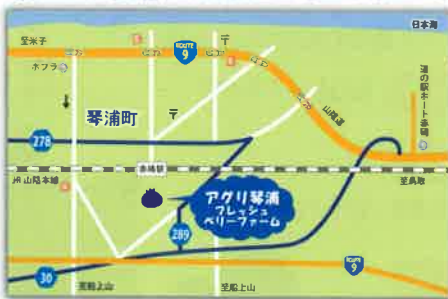 日本海
至米子
ROUTE
9
ホフラ
道の駅ポート赤碕
山陰道
琴浦町
278
赤碕駅
JR山陰本線
至鳥取
アグリ琴浦
フレッシュ
ベリーファーム
289
30
至船上山
至船上山
ROUTE
9